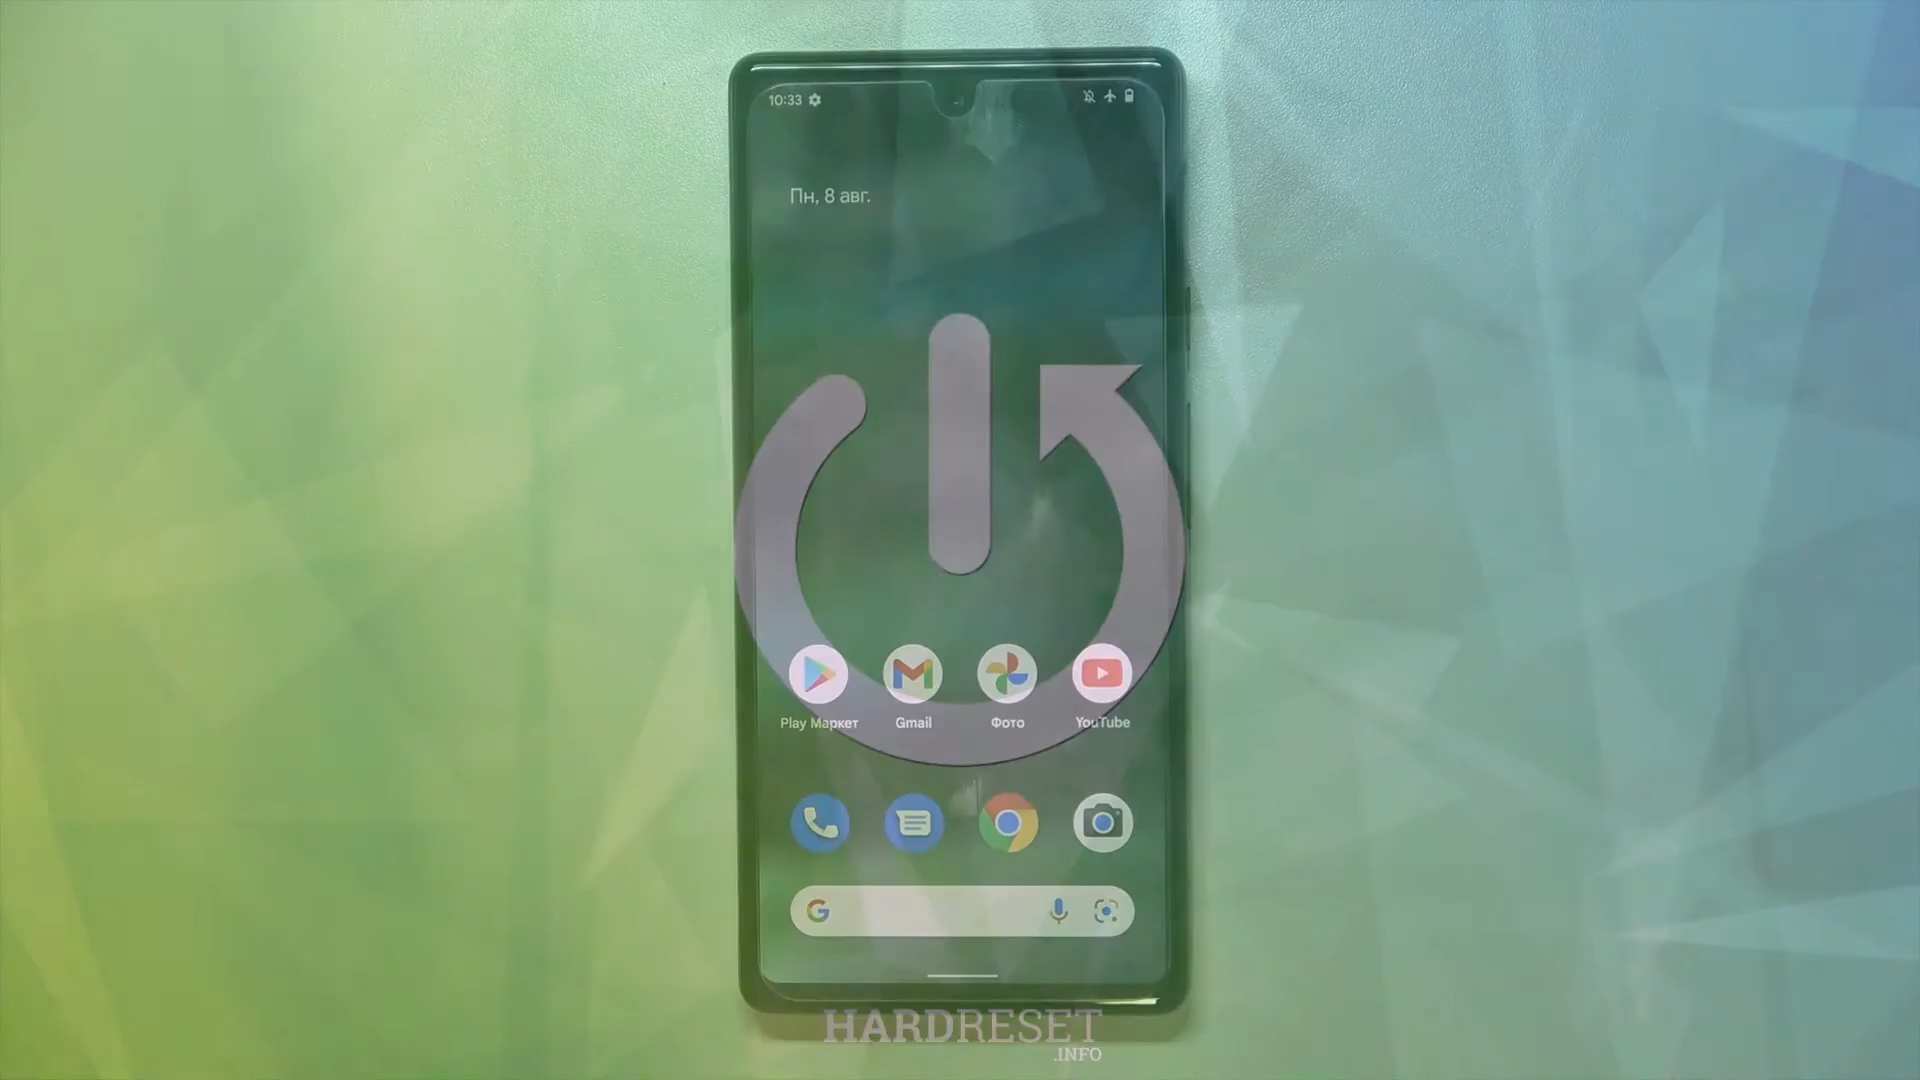 10:33
Пн, 8 авг.
Play Маркет
Gmail
Фото
YouTube
HARDRESET
.INFO